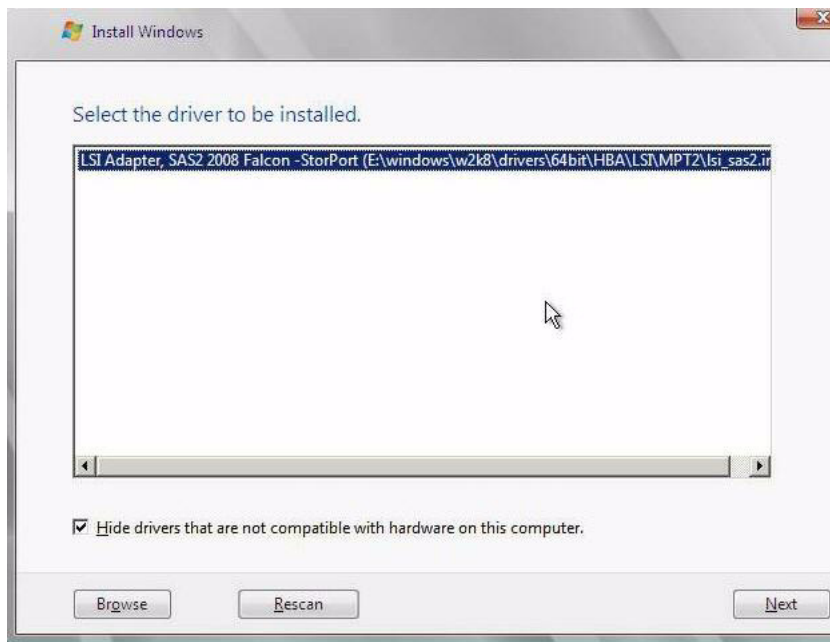 Install Windows
Select the driver to be installed.
LSI Adapter, SAS2 2008 Falcon -StorPort (E:\windows\w2k8\drivers\64bit\HBA\LSI\MPT2\lsi_sas2.in
Hide drivers that are not compatible with hardware on this computer.
Browse Rescan Next